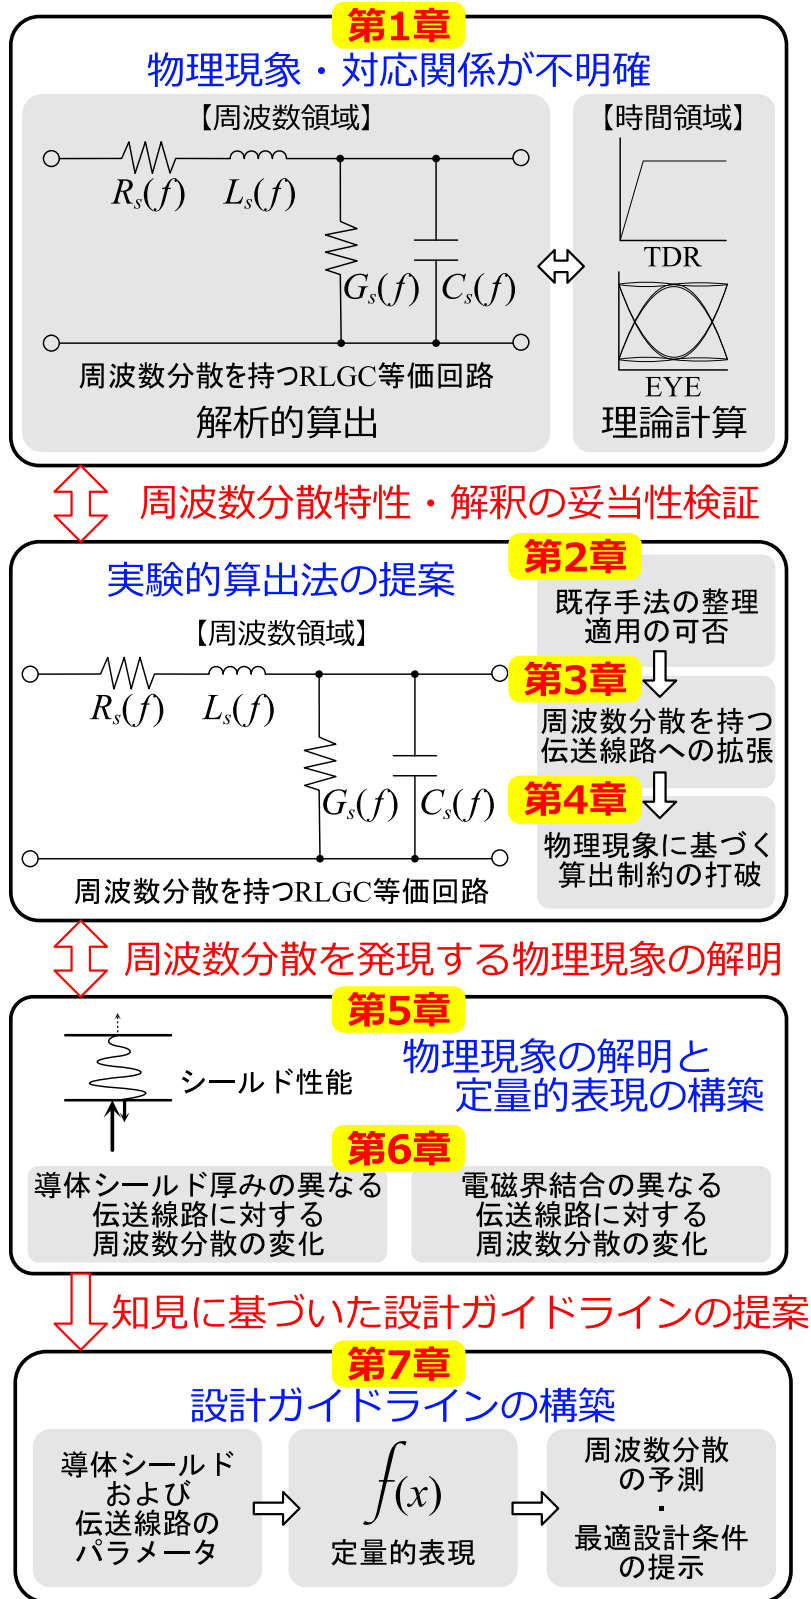 第1章
物理現象・対応関係が不明確
【周波数領域】
【時間領域】
Rs(f)
Ls(f)
Gs(f)
Cs(f)
TDR
EYE
周波数分散を持つRLGC等価回路
解析的算出
理論計算
周波数分散特性・解釈の妥当性検証
実験的算出法の提案
【周波数領域】
Rs(f)
Ls(f)
Gs(f)
Cs(f)
周波数分散を持つRLGC等価回路
第2章
既存手法の整理
適用の可否
第3章
周波数分散を持つ
伝送線路への拡張
第4章
物理現象に基づく
算出制約の打破
周波数分散を発現する物理現象の解明
第5章
シールド性能
物理現象の解明と
定量的表現の構築
第6章
導体シールド厚みの異なる
伝送線路に対する
周波数分散の変化
電磁界結合の異なる
伝送線路に対する
周波数分散の変化
知見に基づいた設計ガイドラインの提案
第7章
設計ガイドラインの構築
導体シールド
および
伝送線路の
パラメータ
f(x)
定量的表現
周波数分散
の予測
・
最適設計条件
の提示